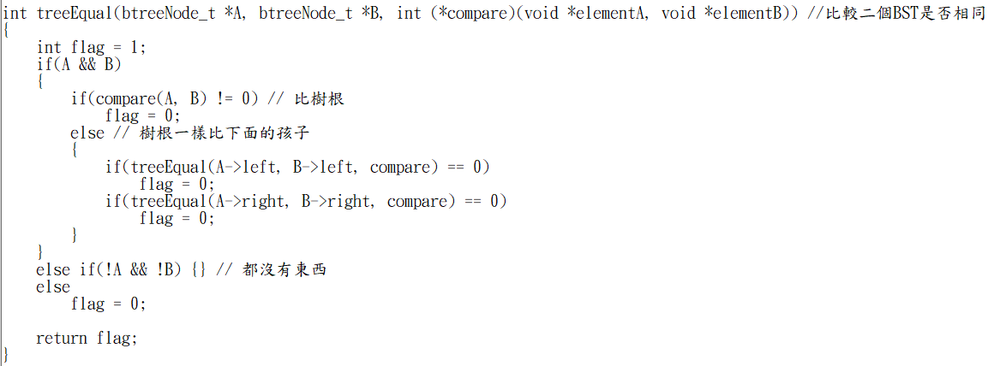 int treeEqual(btreeNode_t *A, btreeNode_t *B, int (*compare)(void *elementA, void *elementB)) //比較二個BST是否相同
{
    int flag = 1;
    if(A && B)
    {
        if(compare(A, B) != 0) // 比樹根
            flag = 0;
        else // 樹根一樣比下面的孩子
        {
            if(treeEqual(A->left, B->left, compare) == 0)
                flag = 0;
            if(treeEqual(A->right, B->right, compare) == 0)
                flag = 0;
        }
    }
    else if(!A && !B) {} // 都沒有東西
    else
        flag = 0;

    return flag;
}